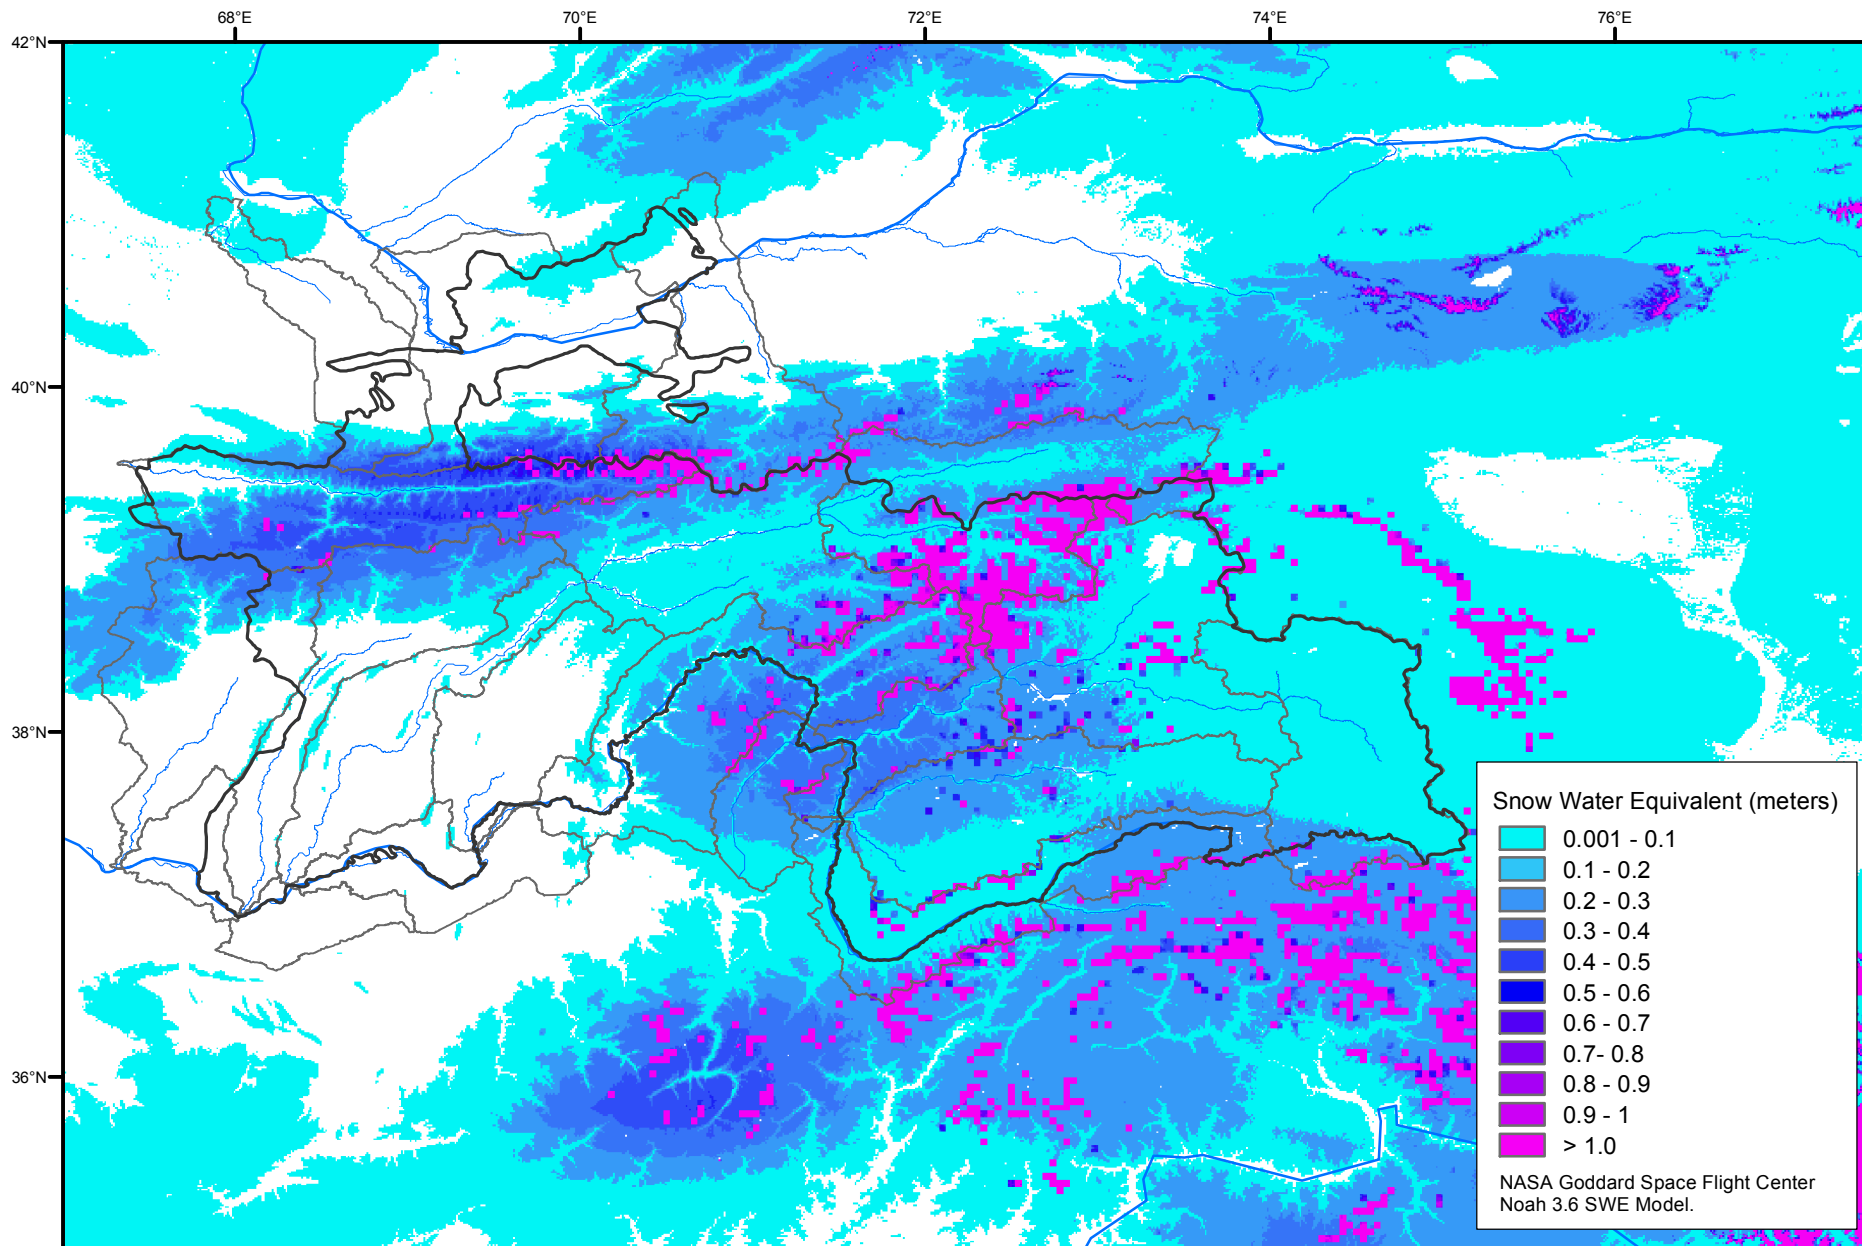 68°E 70°E 72°E 74°E 76°E
42°N
40°N
38°N
36°N
Snow Water Equivalent (meters)
0.001 - 0.1
0.1 - 0.2
0.2 - 0.3
0.3 - 0.4
0.4 - 0.5
0.5 - 0.6
0.6 - 0.7
0.7- 0.8
0.8 - 0.9
0.9 - 1
> 1.0
NASA Goddard Space Flight Center
Noah 3.6 SWE Model.